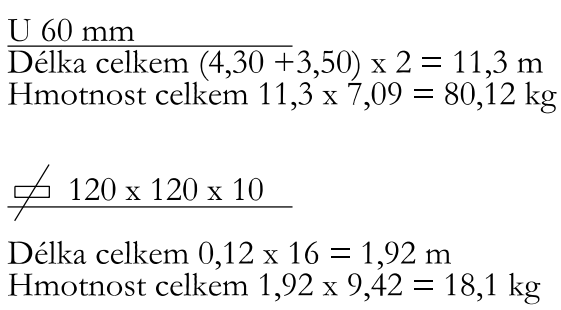 U 60 mm
Délka celkem (4,30 +3,50) x 2 = 11,3 m
Hmotnost celkem 11,3 x 7,09 = 80,12 kg
120 x 120 x 10
Délka celkem 0,12 x 16 = 1,92 m
Hmotnost celkem 1,92 x 9,42 = 18,1 kg